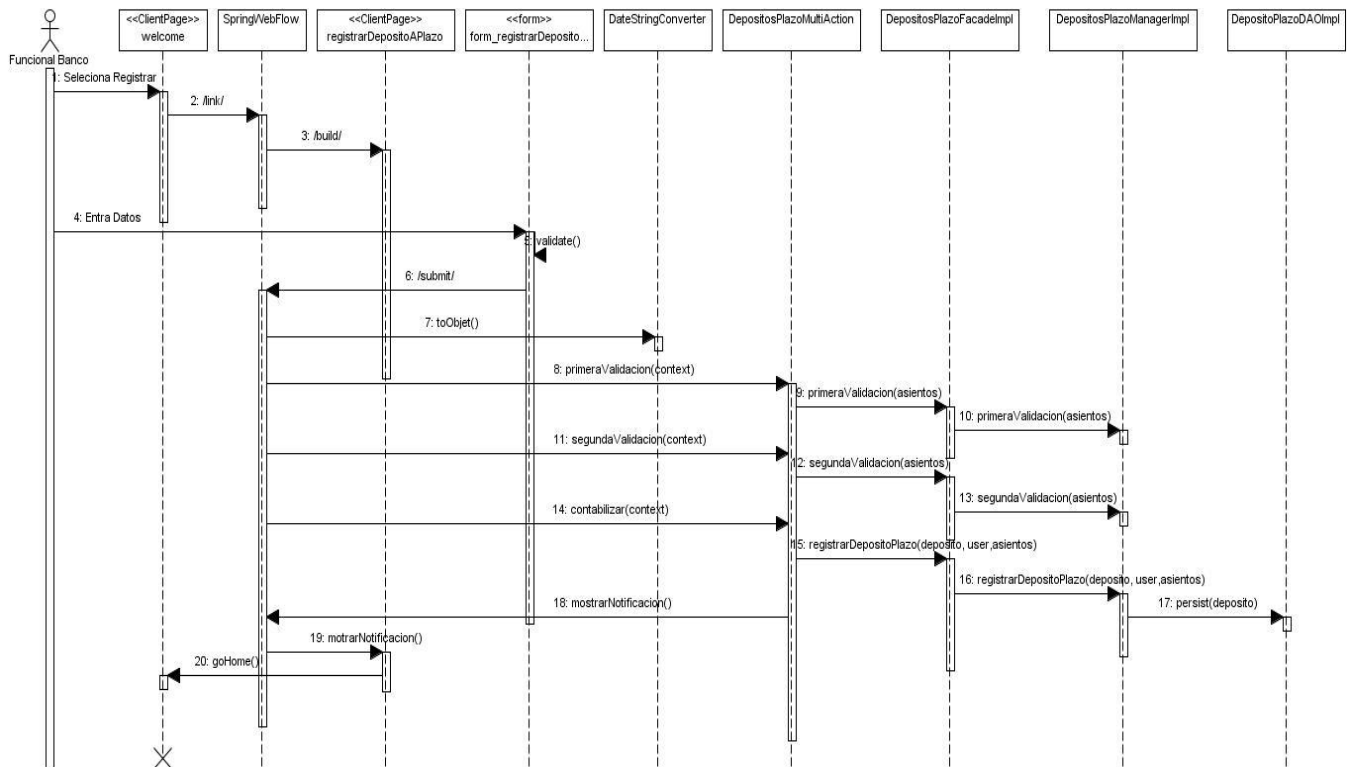 <<ClientPage>>
welcome
SpringWebFlow
<<ClientPage>>
registrarDepositoAPlazo
<<form>>
form_registrarDeposito...
DateStringConverter
DepositosPlazoMultiAction
DepositosPlazoFacadeImpl
DepositosPlazoManagerImpl
DepositoPlazoDAOImpl
Funcional Banco
1: Seleciona Registrar
2: /link/
3: /build/
4: Entra Datos
5: validate()
6: /submit/
7: toObjet()
8: primeraValidacion(context)
9: primeraValidacion(asientos)
10: primeraValidacion(asientos)
11: segundaValidacion(context)
12: segundaValidacion(asientos)
13: segundaValidacion(asientos)
14: contabilizar(context)
15: registrarDepositoPlazo(deposito, user,asientos)
16: registrarDepositoPlazo(deposito, user,asientos)
17: persist(deposito)
18: mostrarNotificacion()
19: motrarNotificacion()
20: goHome()